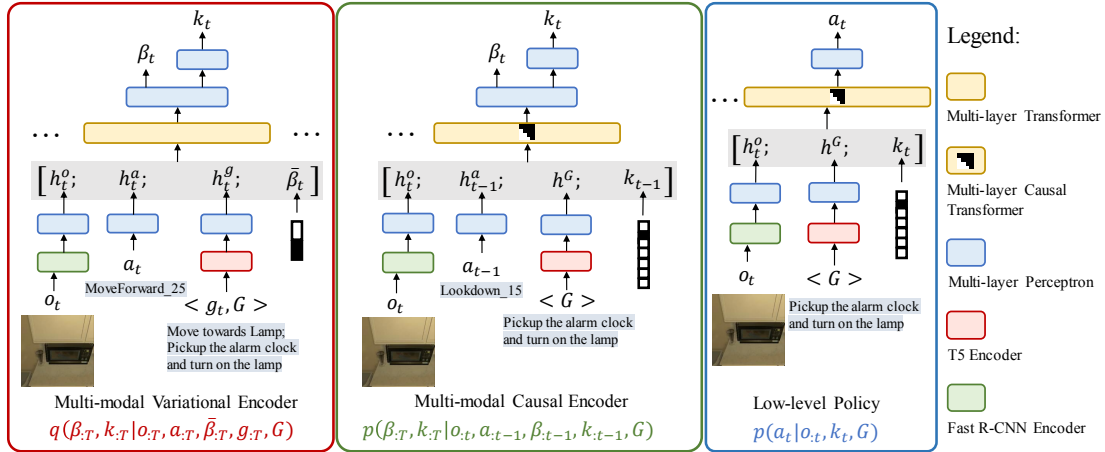 k_t
β_t
... ...
[h_t^o; h_t^a; h_t^g; β̄_t]
a_t
MoveForward_25
o_t
< g_t, G >
Move towards Lamp;
Pickup the alarm clock
and turn on the lamp
Multi-modal Variational Encoder
q(β_{:T}, k_{:T}|o_{:T}, a_{:T}, β̄_{:T}, g_{:T}, G)
k_t
β_t
... ...
[h_t^o; h_{t-1}^a; h^G; k_{t-1}]
a_{t-1}
Lookdown_15
o_t
< G >
Pickup the alarm clock
and turn on the lamp
Multi-modal Causal Encoder
p(β_{:T}, k_{:T}|o_{:t}, a_{:t-1}, β_{:t-1}, k_{:t-1}, G)
a_t
...
[h_t^o; h^G; k_t]
o_t
< G >
Pickup the alarm clock
and turn on the lamp
Low-level Policy
p(a_t|o_{:t}, k_t, G)
Legend:
Multi-layer Transformer
Multi-layer Causal
Transformer
Multi-layer Perceptron
T5 Encoder
Fast R-CNN Encoder